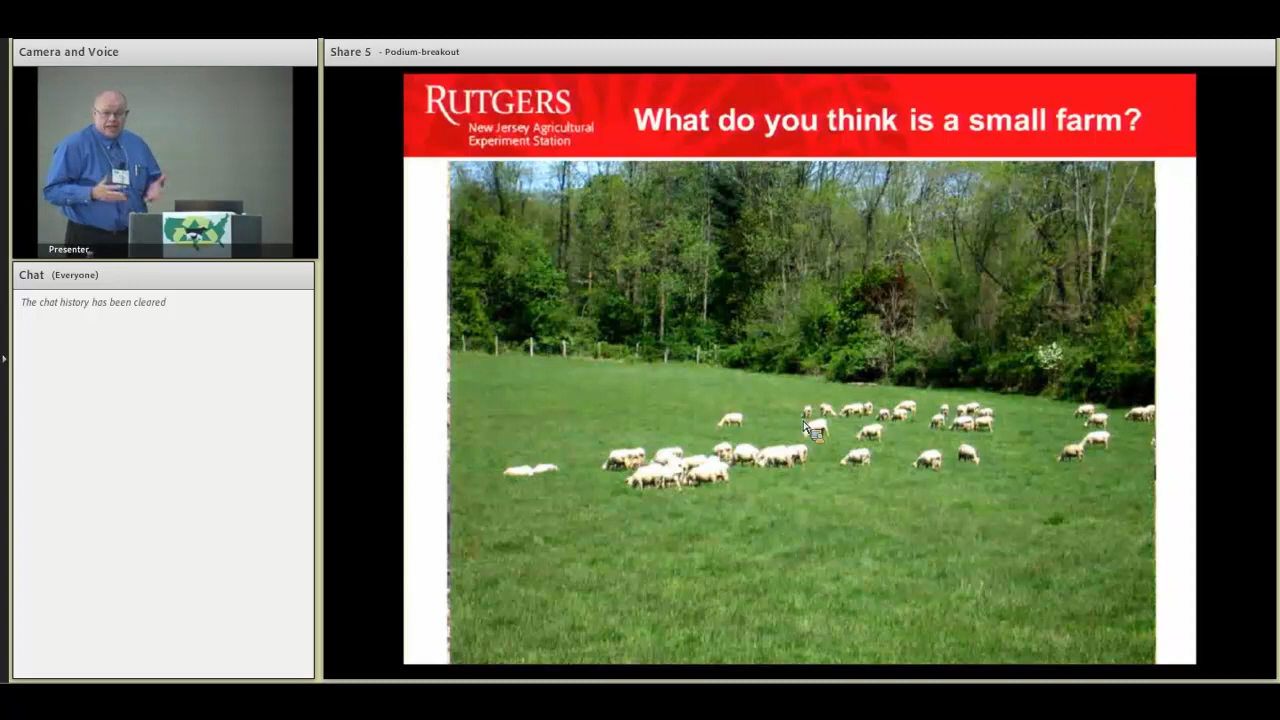 Camera and Voice
Share 5 - Podium-breakout
Presenter
Chat (Everyone)
The chat history has been cleared
RUTGERS
New Jersey Agricultural
Experiment Station
What do you think is a small farm?